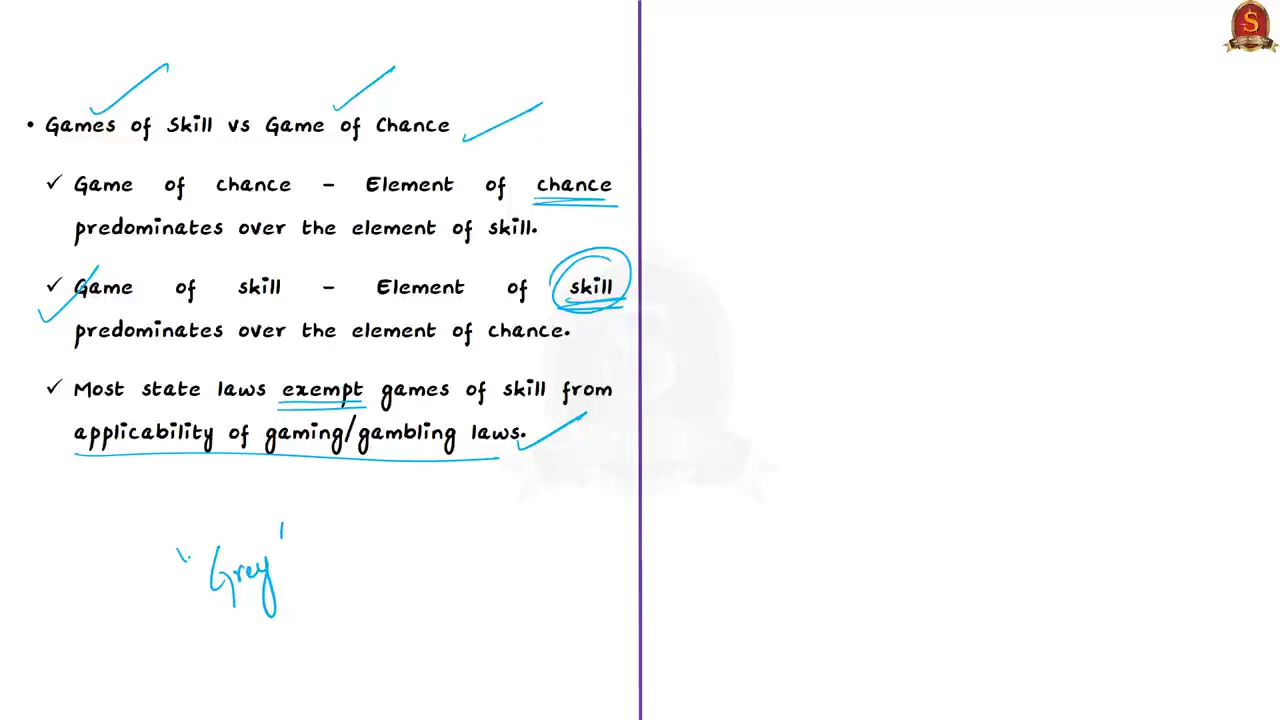 • Games of Skill vs Game of Chance
✓ Game of chance – Element of chance
predominates over the element of skill.
✓ Game of skill – Element of skill
predominates over the element of chance.
✓ Most state laws exempt games of skill from
applicability of gaming/gambling laws.
"Grey"
S